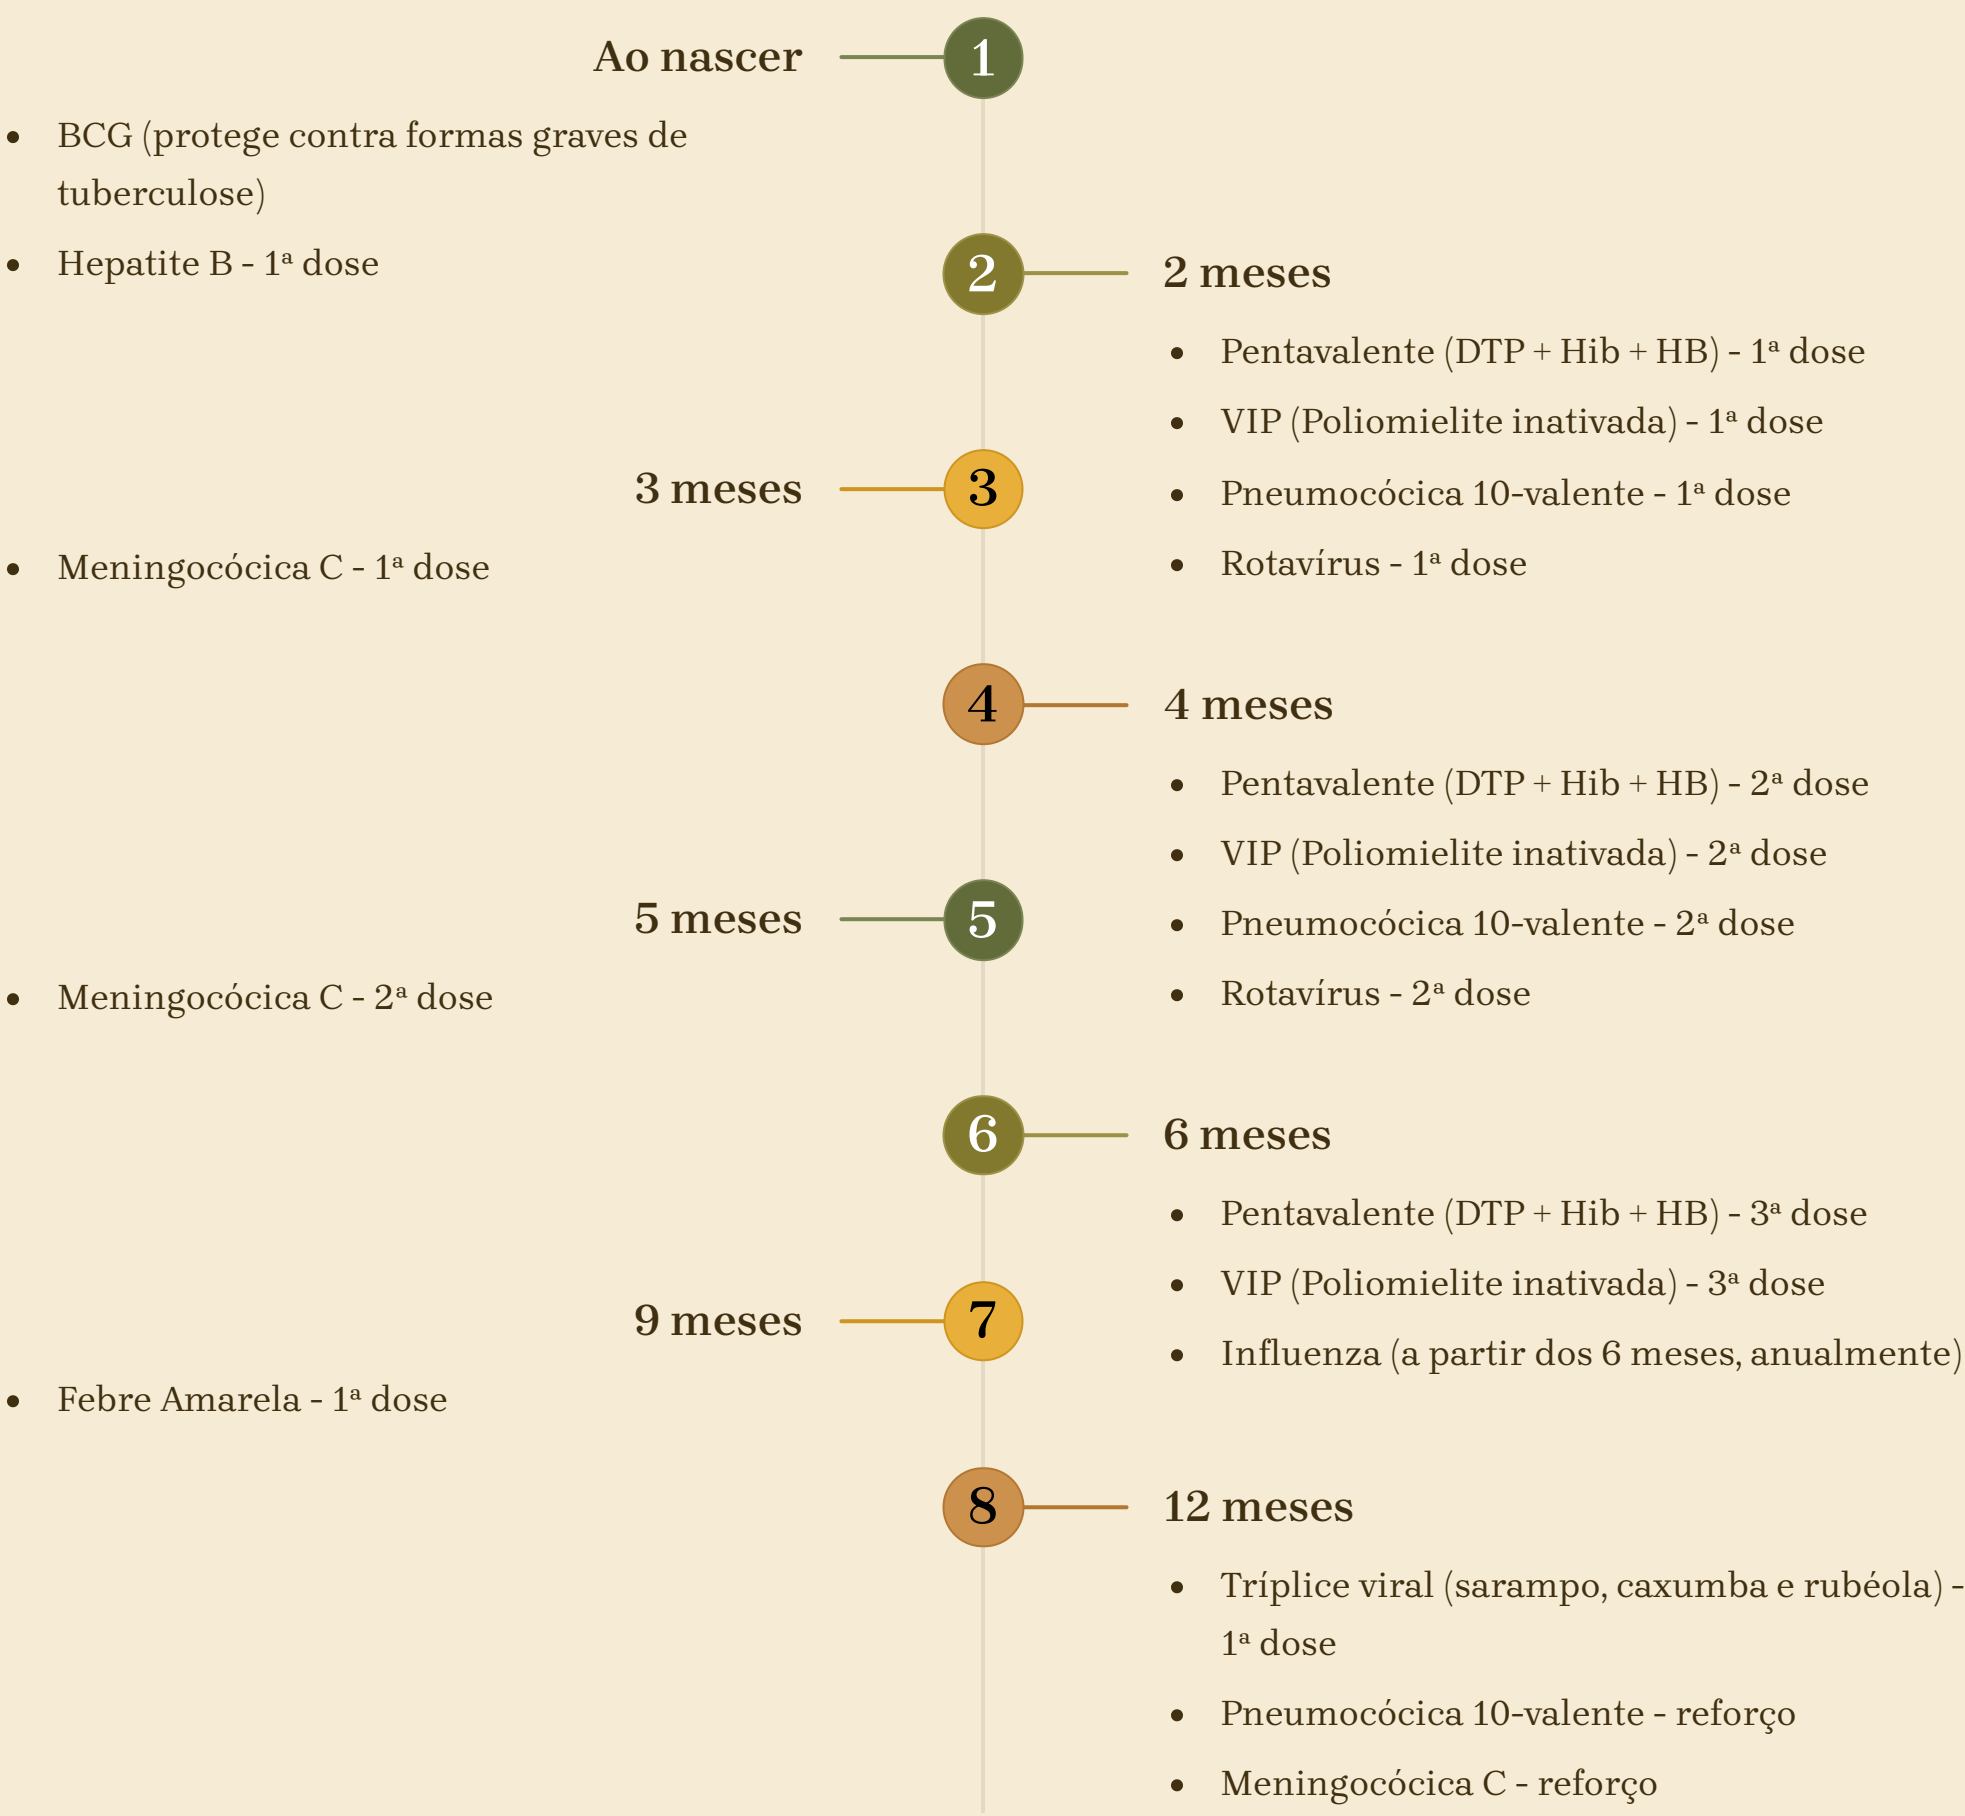 Ao nascer
1
• BCG (protege contra formas graves de
tuberculose)
• Hepatite B - 1ª dose
2
2 meses
• Pentavalente (DTP + Hib + HB) - 1ª dose
• VIP (Poliomielite inativada) - 1ª dose
• Pneumocócica 10-valente - 1ª dose
• Rotavírus - 1ª dose
3 meses
3
• Meningocócica C - 1ª dose
4
4 meses
• Pentavalente (DTP + Hib + HB) - 2ª dose
• VIP (Poliomielite inativada) - 2ª dose
• Pneumocócica 10-valente - 2ª dose
• Rotavírus - 2ª dose
5 meses
5
• Meningocócica C - 2ª dose
6
6 meses
• Pentavalente (DTP + Hib + HB) - 3ª dose
• VIP (Poliomielite inativada) - 3ª dose
• Influenza (a partir dos 6 meses, anualmente)
9 meses
7
• Febre Amarela - 1ª dose
8
12 meses
• Tríplice viral (sarampo, caxumba e rubéola) -
1ª dose
• Pneumocócica 10-valente - reforço
• Meningocócica C - reforço